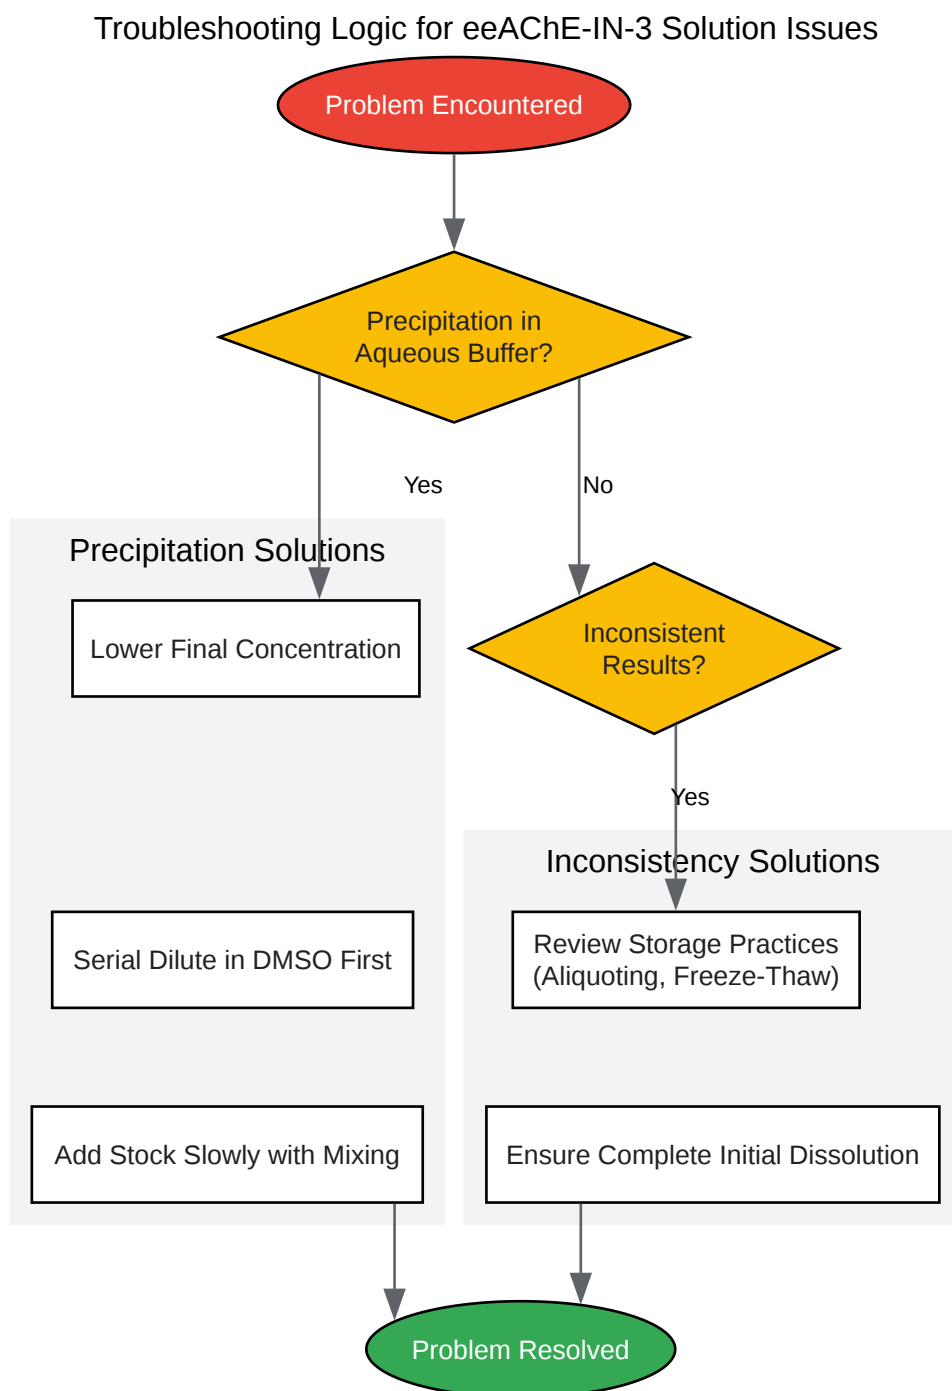 Troubleshooting Logic for eeAChE-IN-3 Solution Issues
Problem Encountered
Precipitation in
Aqueous Buffer?
Yes
No
Precipitation Solutions
Lower Final Concentration
Inconsistent
Results?
Yes
Inconsistency Solutions
Serial Dilute in DMSO First
Review Storage Practices
(Aliquoting, Freeze-Thaw)
Add Stock Slowly with Mixing
Ensure Complete Initial Dissolution
Problem Resolved